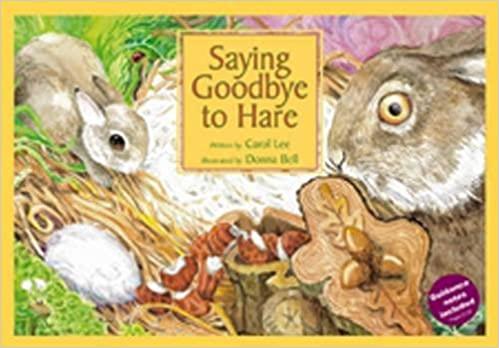 Saying
Goodbye
to Hare
Written by Carol Lee
Illustrated by Donna Bell
Guidance
notes
included